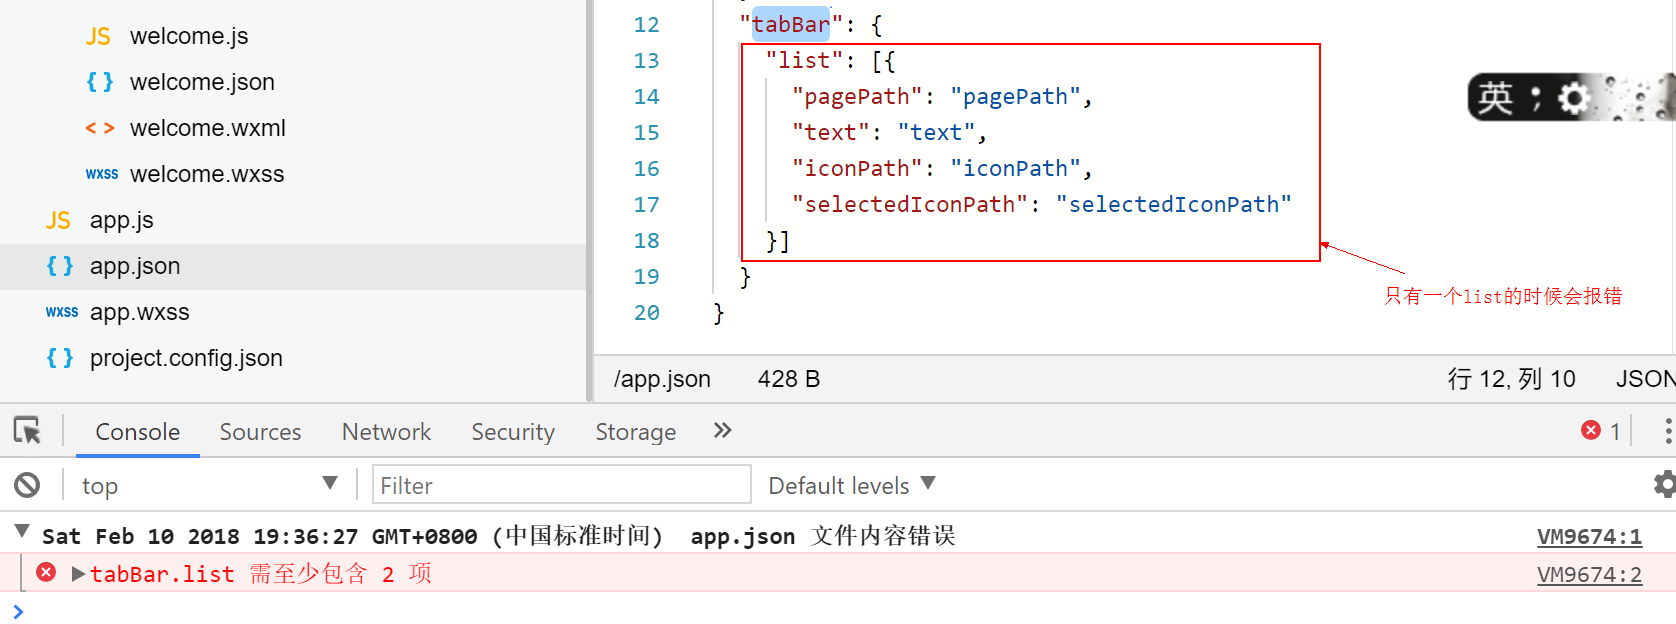 JS welcome.js
{ } welcome.json
< > welcome.wxml
wxss welcome.wxss
JS app.js
{ } app.json
wxss app.wxss
{ } project.config.json
12 "tabBar": {
13 "list": [{
14 "pagePath": "pagePath",
15 "text": "text",
16 "iconPath": "iconPath",
17 "selectedIconPath": "selectedIconPath"
18 }]
19 }
20 }
英 ;
只有一个list的时候会报错
/app.json 428 B 行 12, 列 10 JSON
Console Sources Network Security Storage » 1
top Filter Default levels
Sat Feb 10 2018 19:36:27 GMT+0800 (中国标准时间) app.json 文件内容错误 VM9674:1
tabBar.list 需至少包含 2 项 VM9674:2
>